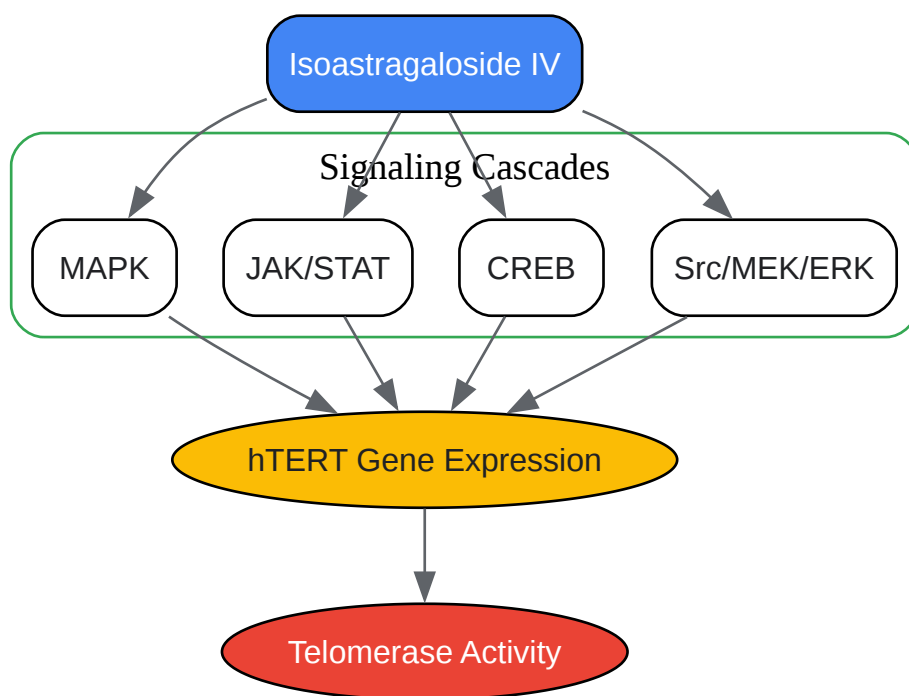 Isoastragaloside IV
Signaling Cascades
MAPK
JAK/STAT
CREB
Src/MEK/ERK
hTERT Gene Expression
Telomerase Activity